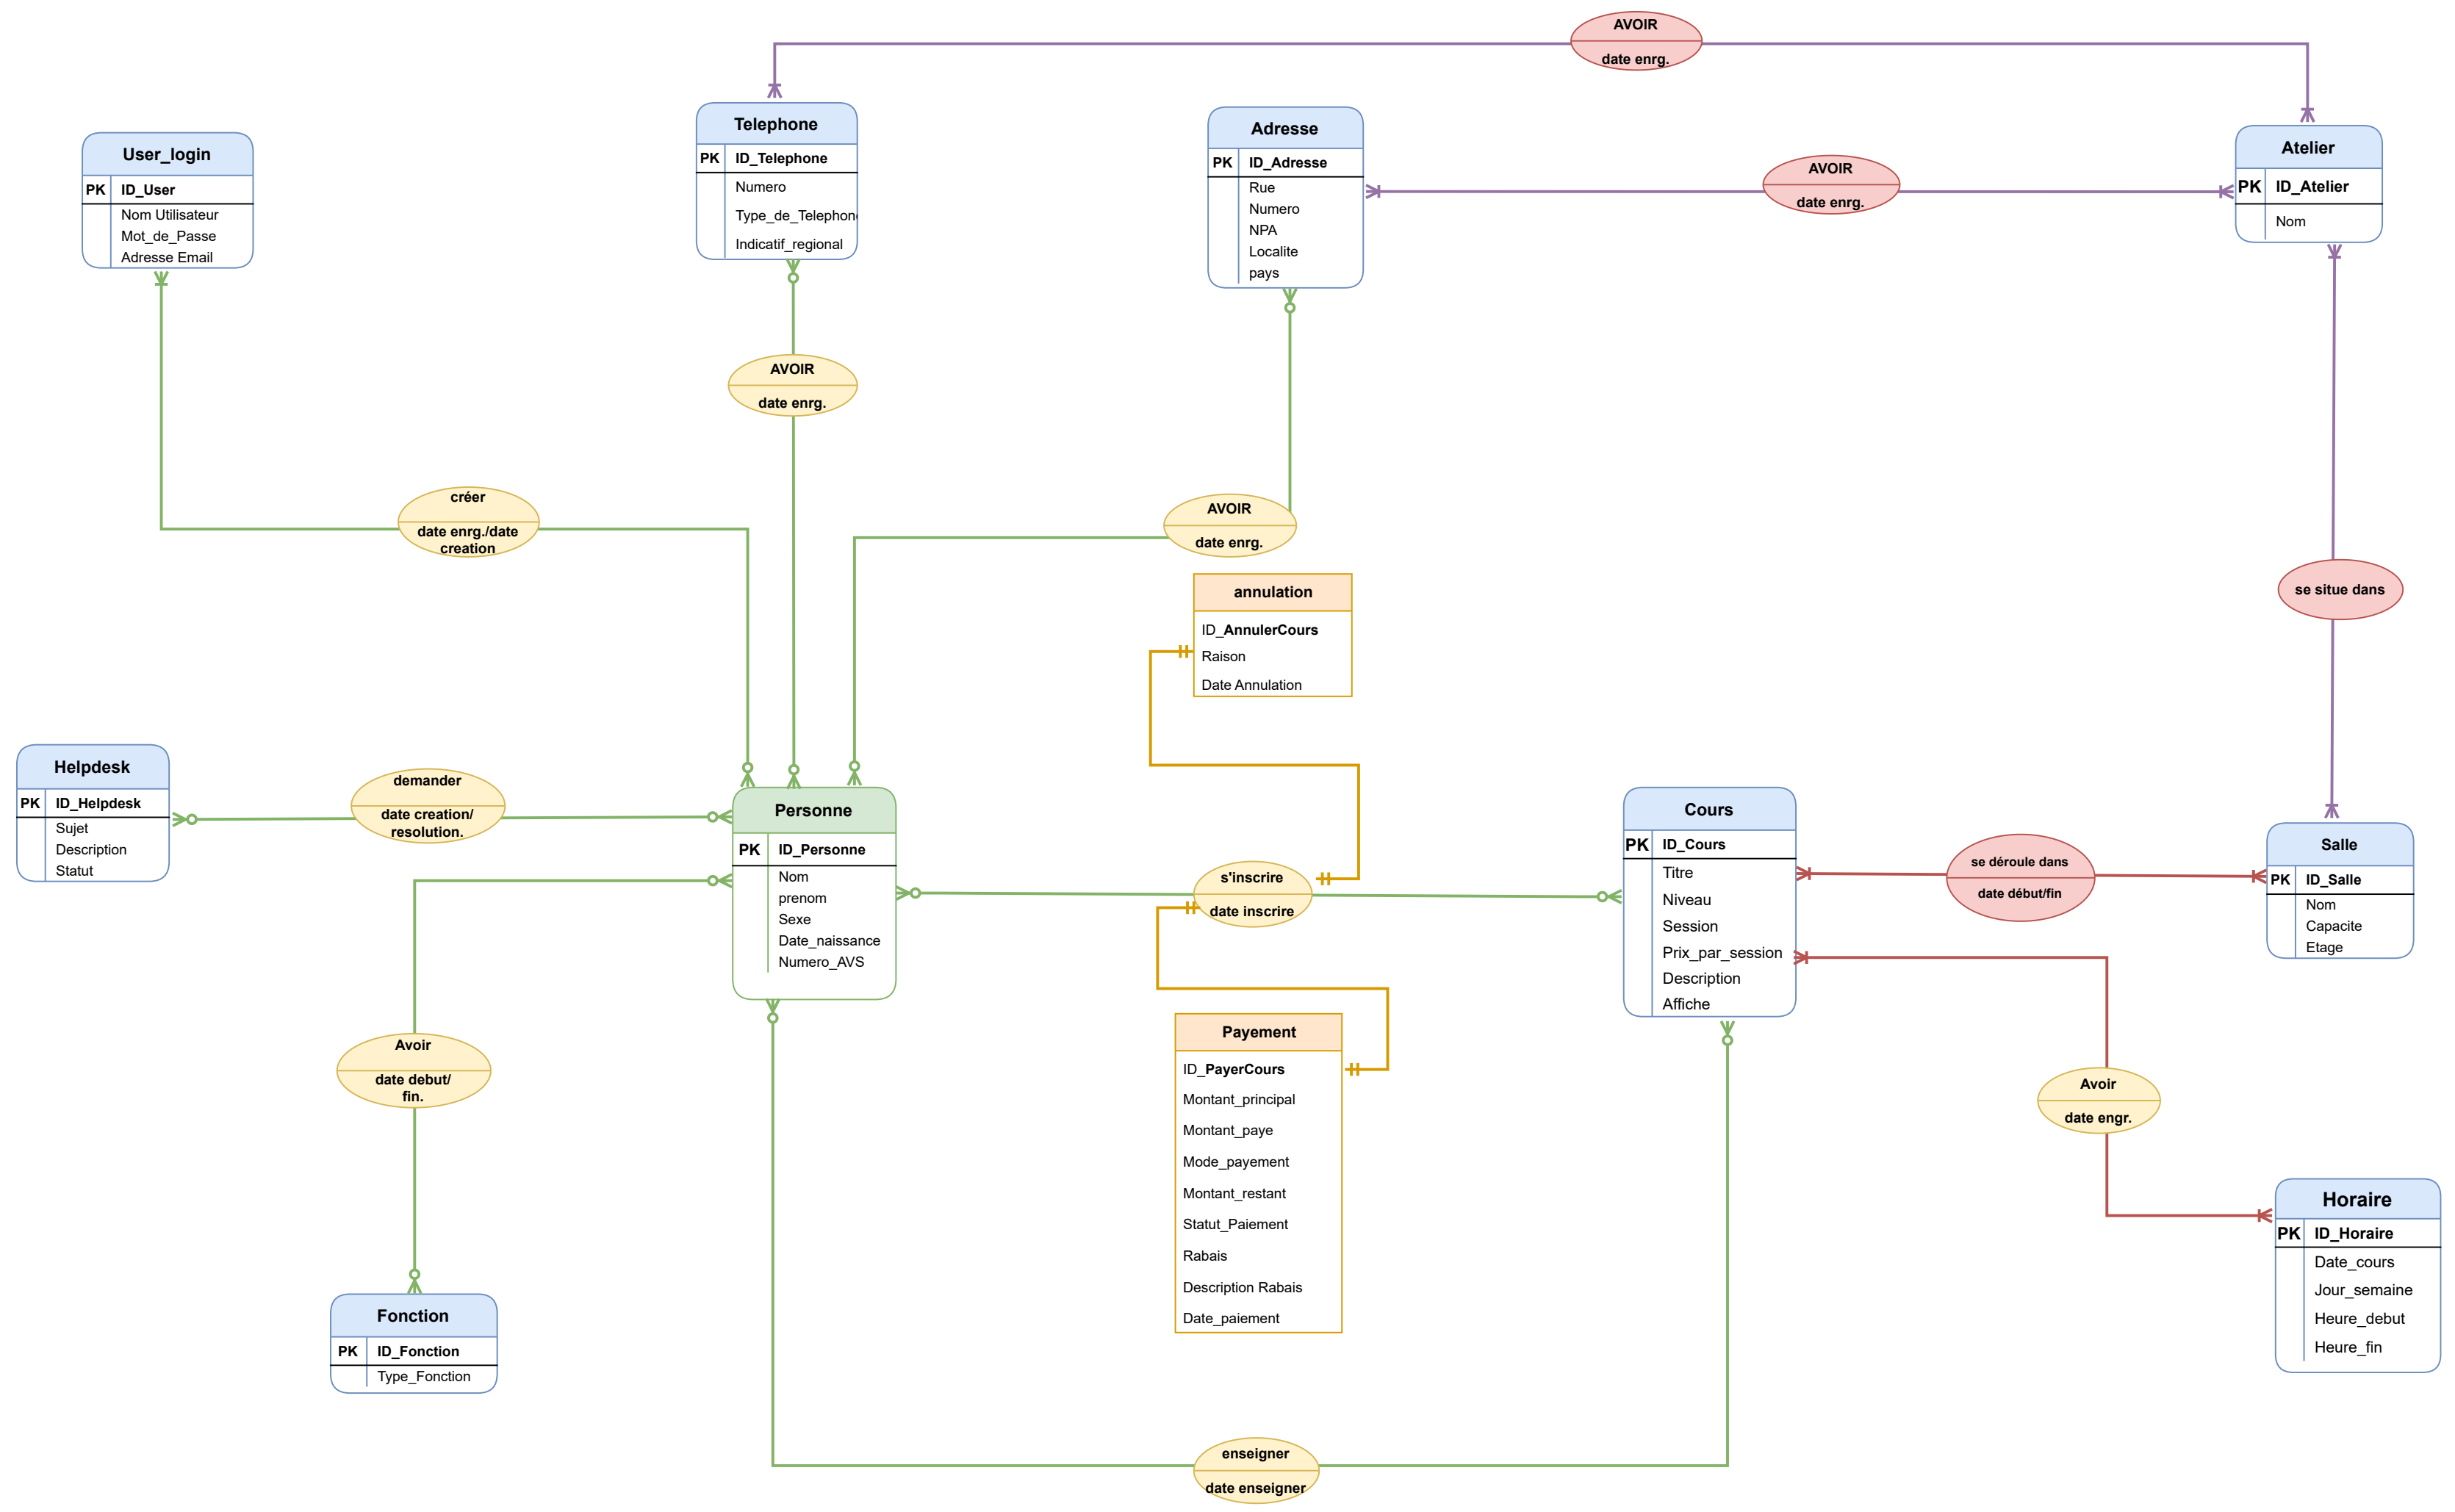 AVOIR
date enrg.
User_login
PK ID_User
Nom Utilisateur
Mot_de_Passe
Adresse Email
Telephone
PK ID_Telephone
Numero
Type_de_Telephon
Indicatif_regional
Adresse
PK ID_Adresse
Rue
Numero
NPA
Localite
pays
AVOIR
date enrg.
Atelier
PK ID_Atelier
Nom
AVOIR
date enrg.
créer
date enrg./date
creation
AVOIR
date enrg.
annulation
ID_AnnulerCours
Raison
Date Annulation
se situe dans
Helpdesk
PK ID_Helpdesk
Sujet
Description
Statut
demander
date creation/
resolution.
Personne
PK ID_Personne
Nom
prenom
Sexe
Date_naissance
Numero_AVS
s'inscrire
date inscrire
Cours
PK ID_Cours
Titre
Niveau
Session
Prix_par_session
Description
Affiche
se déroule dans
date début/fin
Salle
PK ID_Salle
Nom
Capacite
Etage
Avoir
date debut/
fin.
Payement
ID_PayerCours
Montant_principal
Montant_paye
Mode_payement
Montant_restant
Statut_Paiement
Rabais
Description Rabais
Date_paiement
Avoir
date engr.
Horaire
PK ID_Horaire
Date_cours
Jour_semaine
Heure_debut
Heure_fin
Fonction
PK ID_Fonction
Type_Fonction
enseigner
date enseigner